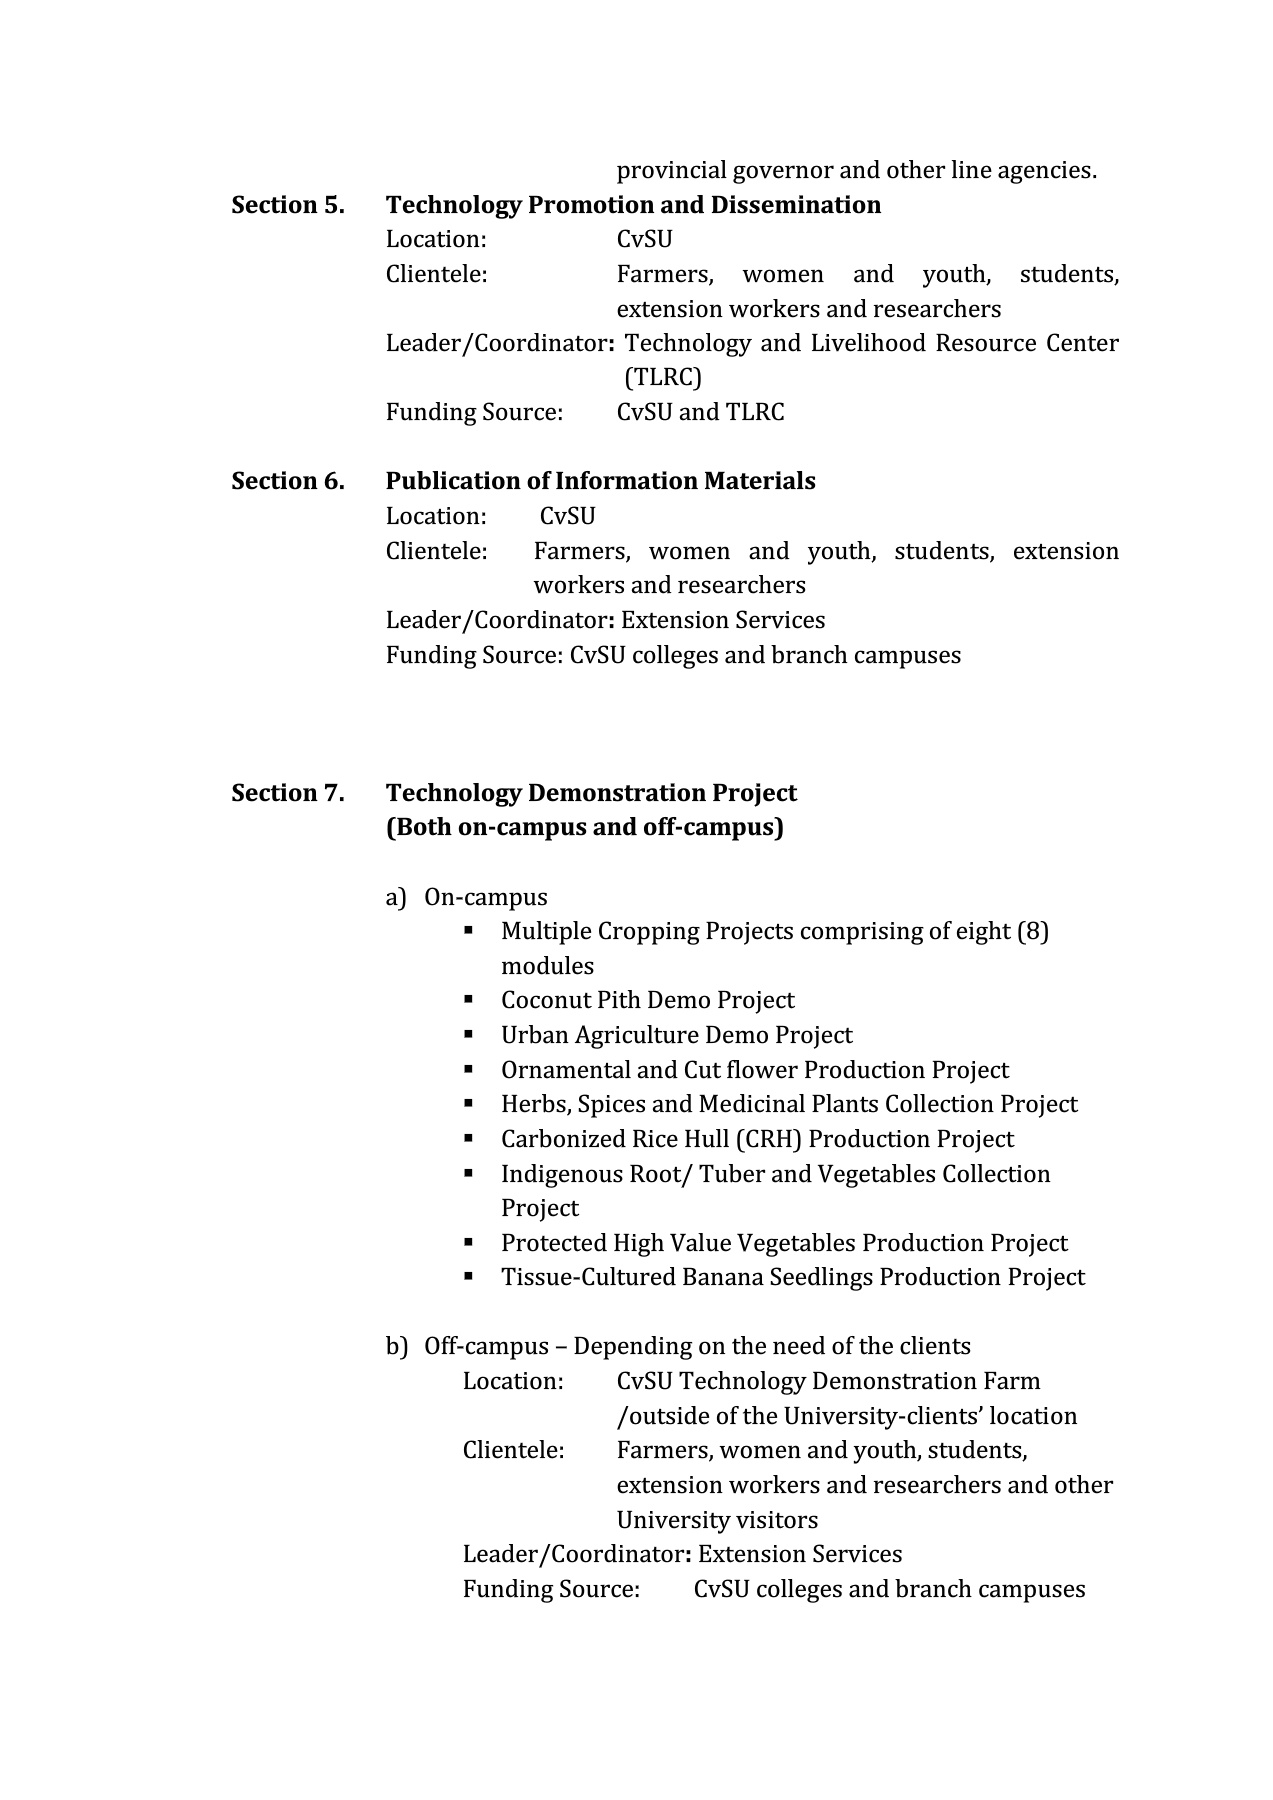 provincial governor and other line agencies.
Section 5. Technology Promotion and Dissemination
Location: CvSU
Clientele: Farmers, women and youth, students,
extension workers and researchers
Leader/Coordinator: Technology and Livelihood Resource Center
(TLRC)
Funding Source: CvSU and TLRC
Section 6. Publication of Information Materials
Location: CvSU
Clientele: Farmers, women and youth, students, extension
workers and researchers
Leader/Coordinator: Extension Services
Funding Source: CvSU colleges and branch campuses
Section 7. Technology Demonstration Project
(Both on-campus and off-campus)
a) On-campus
▪ Multiple Cropping Projects comprising of eight (8)
modules
▪ Coconut Pith Demo Project
▪ Urban Agriculture Demo Project
▪ Ornamental and Cut flower Production Project
▪ Herbs, Spices and Medicinal Plants Collection Project
▪ Carbonized Rice Hull (CRH) Production Project
▪ Indigenous Root/ Tuber and Vegetables Collection
Project
▪ Protected High Value Vegetables Production Project
▪ Tissue-Cultured Banana Seedlings Production Project
b) Off-campus – Depending on the need of the clients
Location: CvSU Technology Demonstration Farm
/outside of the University-clients’ location
Clientele: Farmers, women and youth, students,
extension workers and researchers and other
University visitors
Leader/Coordinator: Extension Services
Funding Source: CvSU colleges and branch campuses